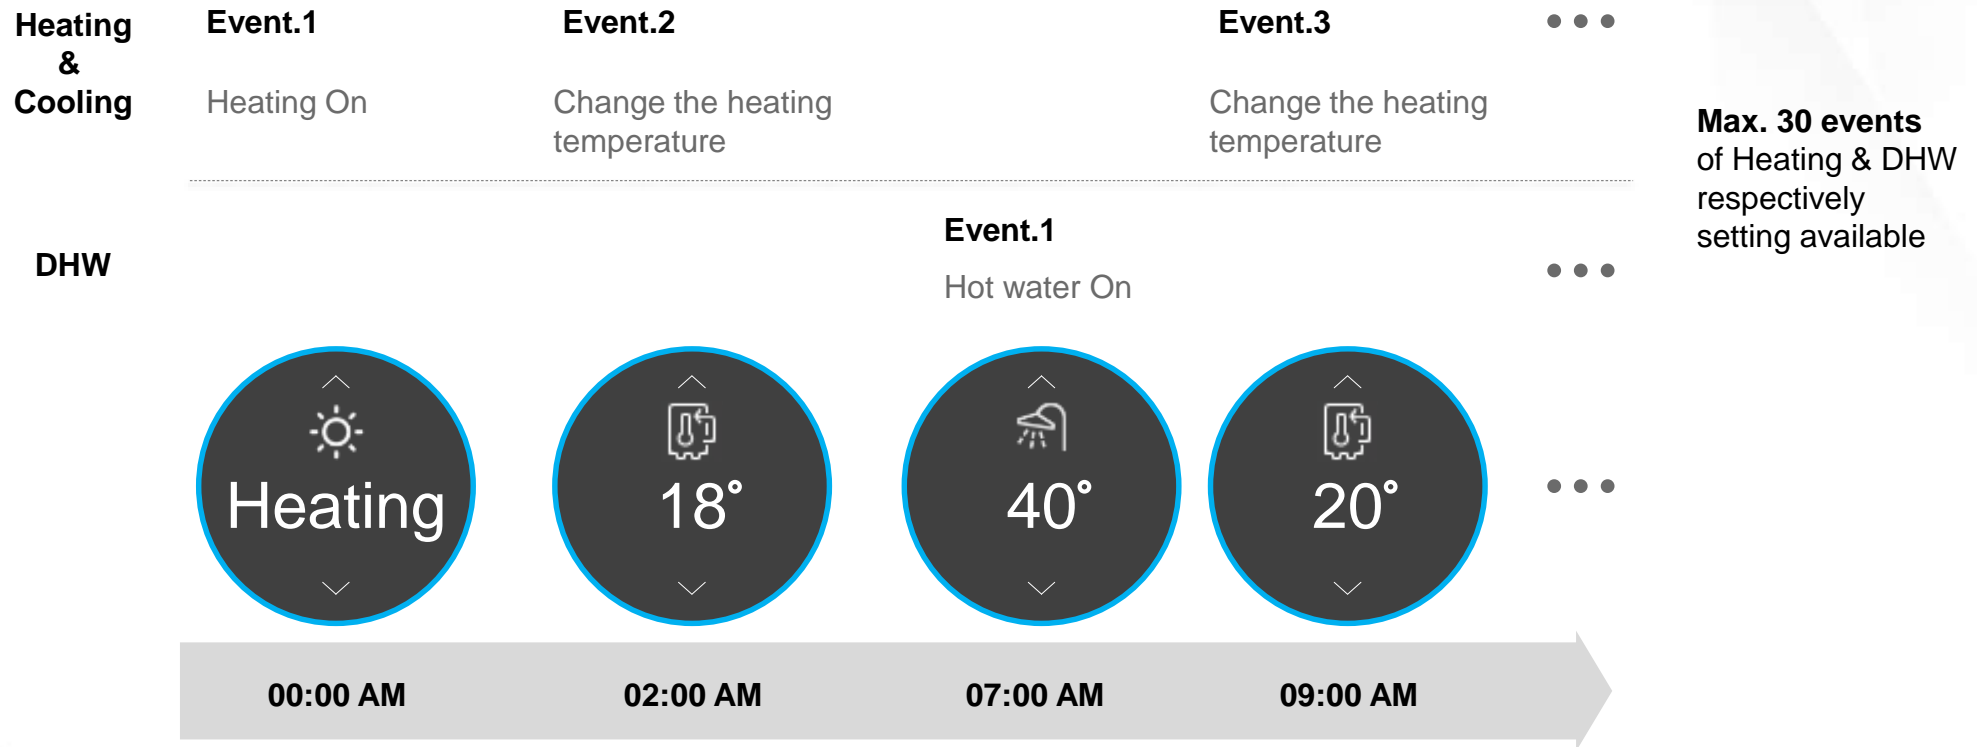 Heating
&
Cooling
Event.1
Heating On
Event.2
Change the heating
temperature
Event.3
Change the heating
temperature
Max. 30 events
of Heating & DHW
respectively
setting available
DHW
Event.1
Hot water On
Heating
18°
40°
20°
00:00 AM
02:00 AM
07:00 AM
09:00 AM